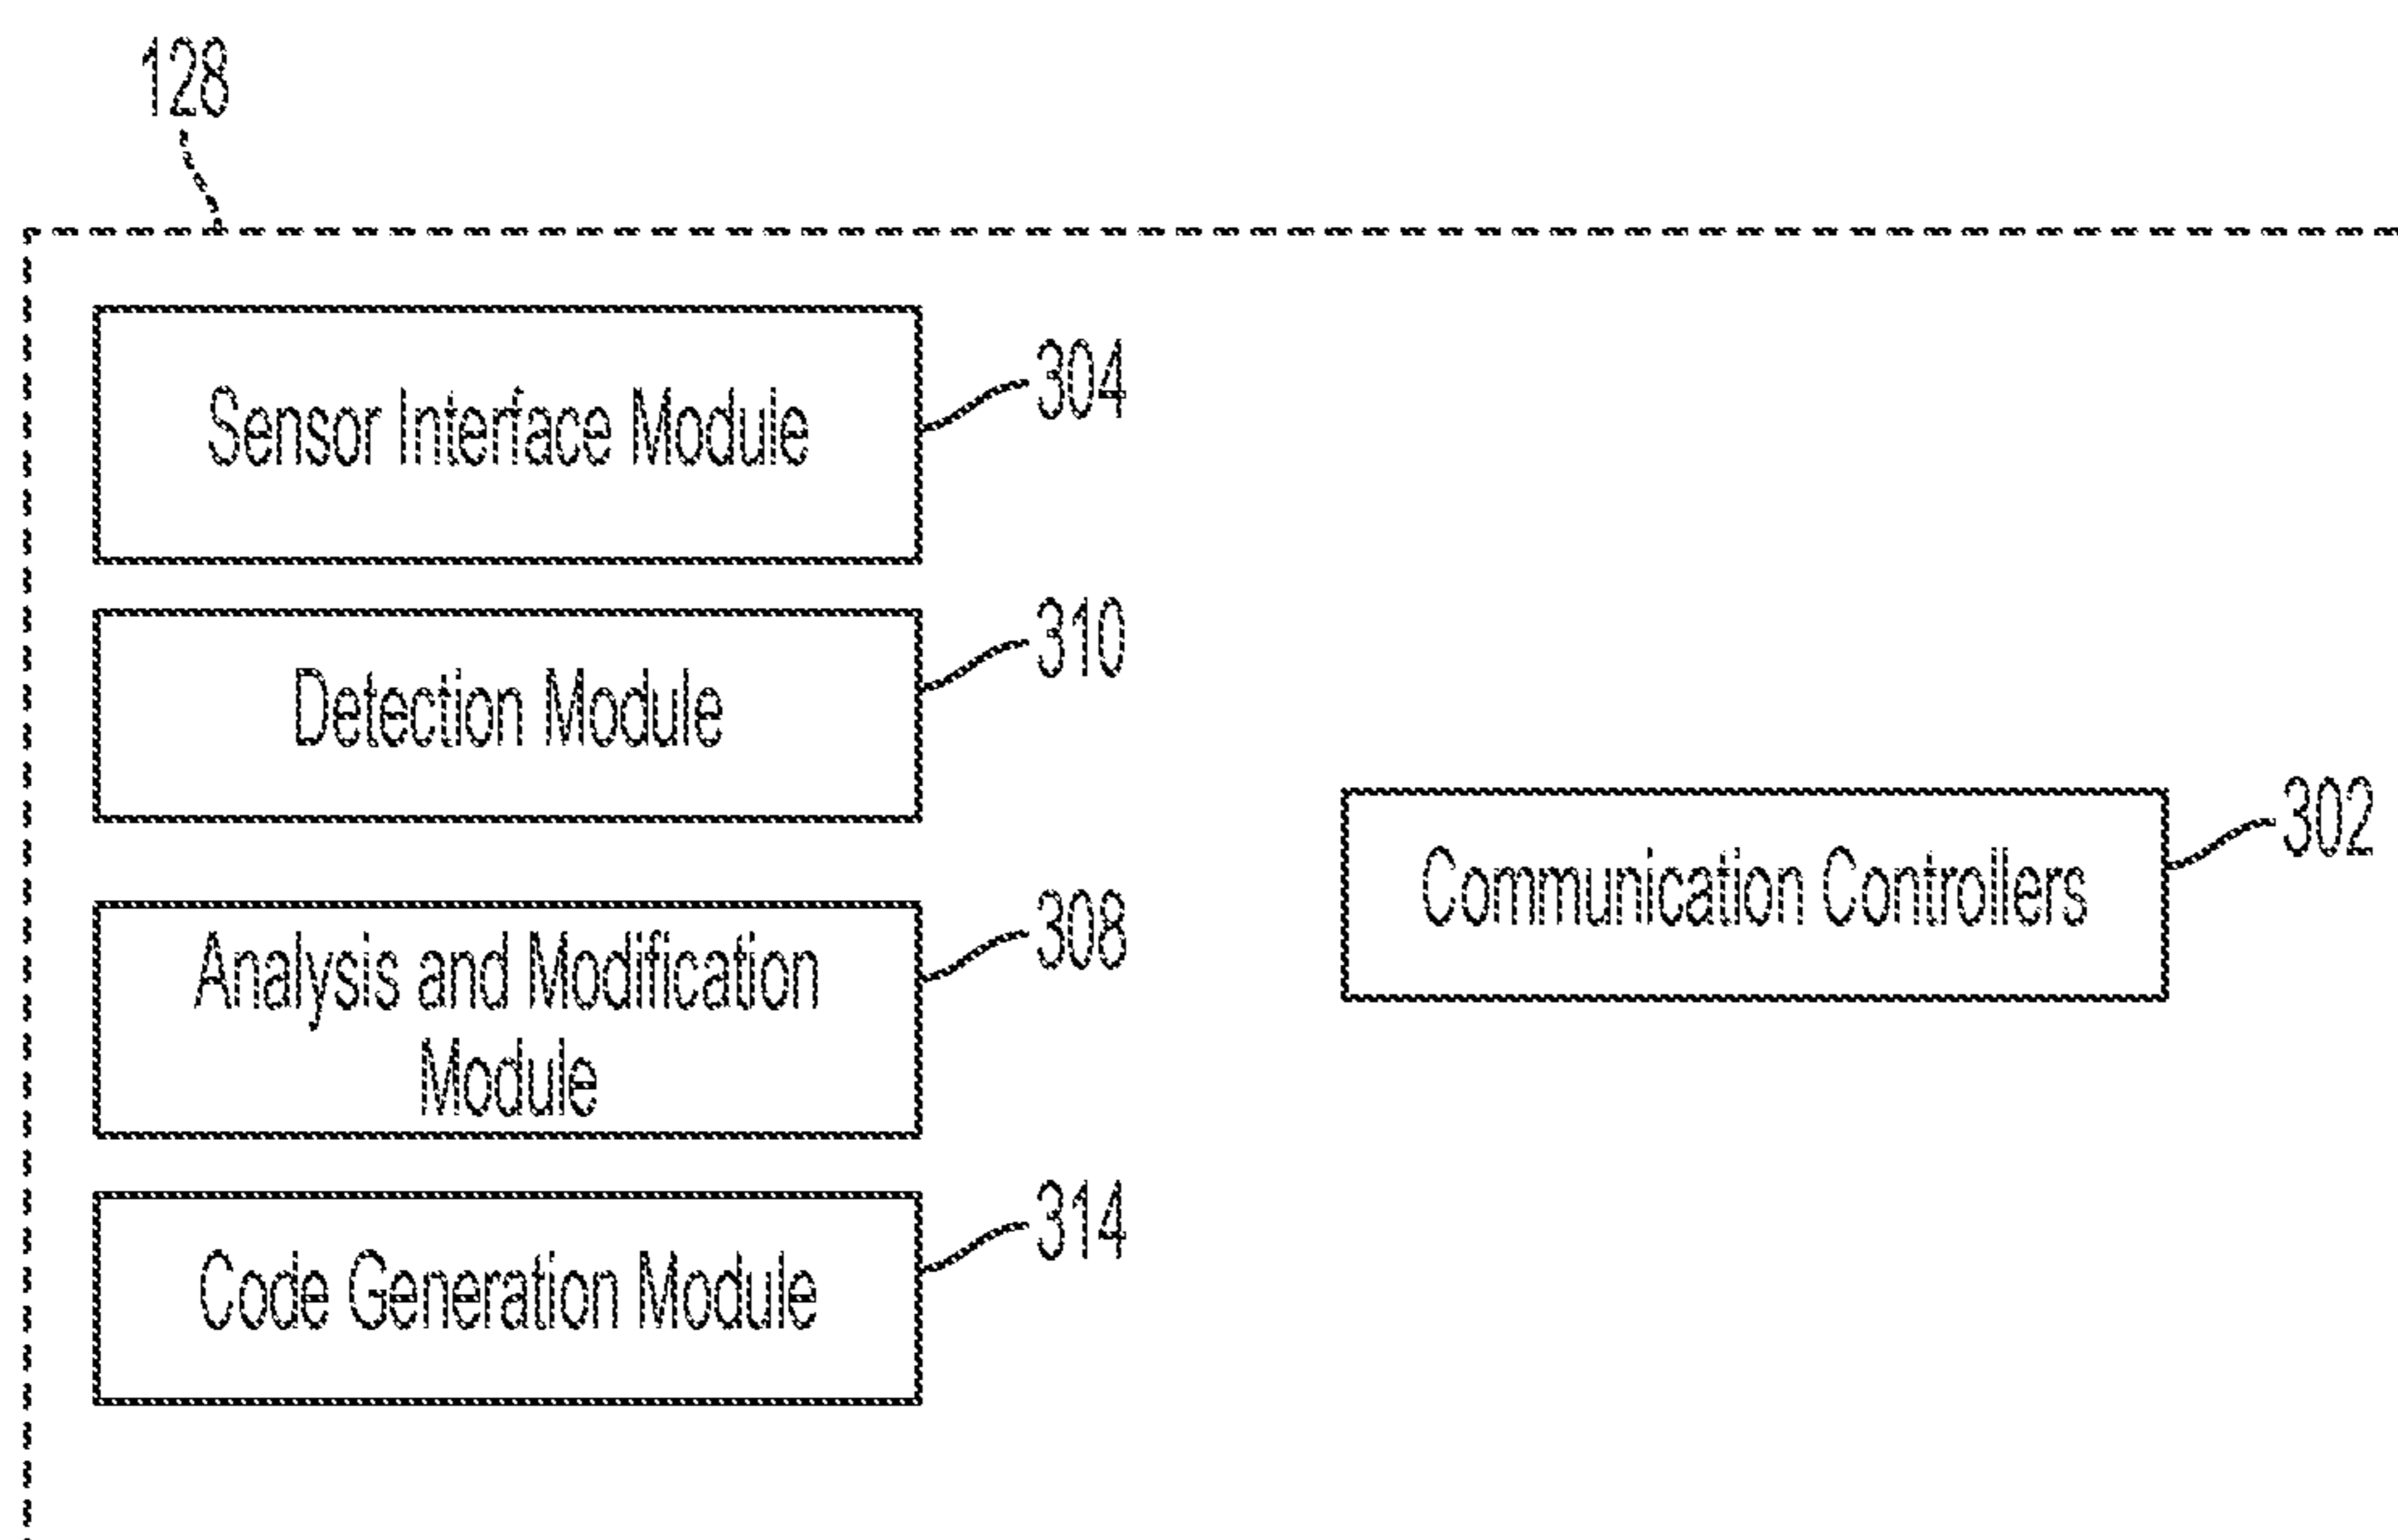 128
Sensor Interface Module
304
Detection Module
310
Analysis and Modification
Module
308
Communication Controllers
302
Code Generation Module
314